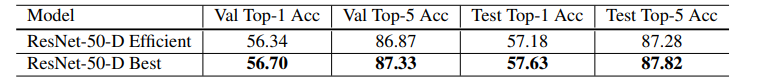 Model Val Top-1 Acc Val Top-5 Acc Test Top-1 Acc Test Top-5 Acc
ResNet-50-D Efficient 56.34 86.87 57.18 87.28
ResNet-50-D Best 56.70 87.33 57.63 87.82